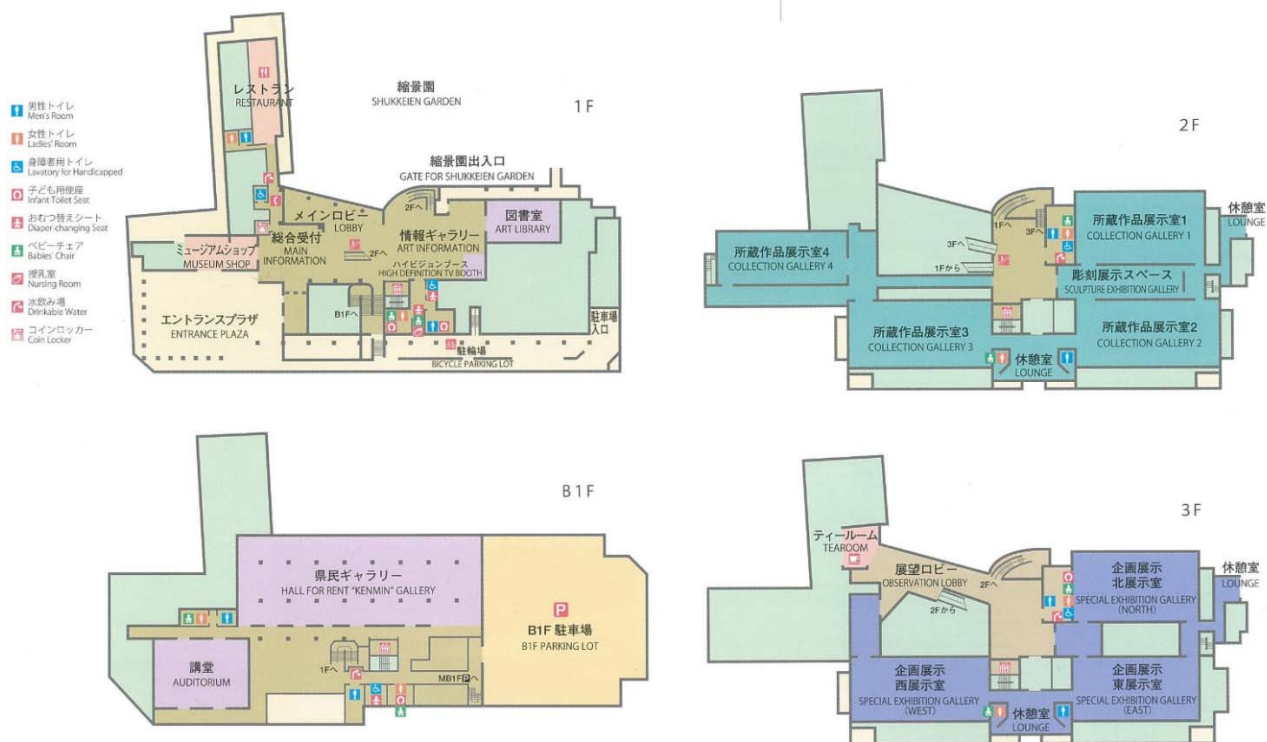 男性トイレ
Men's Room
女性トイレ
Ladies' Room
身障者用トイレ
Lavatory for Handicapped
子ども用便座
Infant Toilet Seat
おむつ替えシート
Diaper-changing Seat
ベビーチェア
Babies' Chair
授乳室
Nursing Room
水飲み場
Drinkable Water
コインロッカー
Coin Locker
1F
レストラン
RESTAURANT
縮景園
SHUKKEIEN GARDEN
縮景園出入口
GATE FOR SHUKKEIEN GARDEN
2Fへ
メインロビー
LOBBY
図書室
ART LIBRARY
総合受付
MAIN
INFORMATION
2Fへ
情報ギャラリー
ART INFORMATION
ハイビジョンブース
HIGH DEFINITION TV BOOTH
ミュージアムショップ
MUSEUM SHOP
エントランスプラザ
ENTRANCE PLAZA
B1Fへ
駐車場
入口
駐輪場
BICYCLE PARKING LOT
2F
所蔵作品展示室1
COLLECTION GALLERY 1
休憩室
LOUNGE
1Fへ
3Fへ
3Fへ
1Fから
所蔵作品展示室4
COLLECTION GALLERY 4
彫刻展示スペース
SCULPTURE EXHIBITION GALLERY
所蔵作品展示室3
COLLECTION GALLERY 3
所蔵作品展示室2
COLLECTION GALLERY 2
休憩室
LOUNGE
B1F
県民ギャラリー
HALL FOR RENT "KENMIN" GALLERY
P
B1F 駐車場
B1F PARKING LOT
講堂
AUDITORIUM
1Fへ
MB1F Pへ
3F
ティールーム
TEAROOM
展望ロビー
OBSERVATION LOBBY
2Fへ
2Fから
企画展示
北展示室
SPECIAL EXHIBITION GALLERY
(NORTH)
休憩室
LOUNGE
企画展示
西展示室
SPECIAL EXHIBITION GALLERY
(WEST)
企画展示
東展示室
SPECIAL EXHIBITION GALLERY
(EAST)
休憩室
LOUNGE